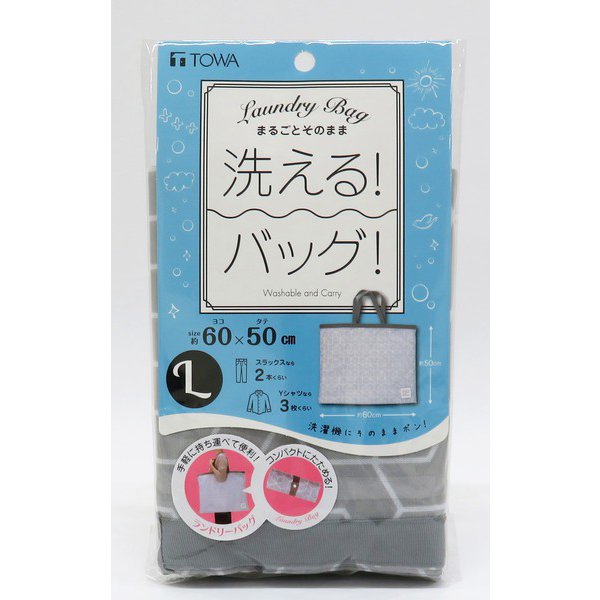 TOWA
Laundry Bag
まるごとそのまま
洗える!
バッグ!
Washable and Carry
ヨコ タテ
size 約 60×50cm
L
スラックスなら
2本くらい
Yシャツなら
3枚くらい
約50cm
約60cm
洗濯機にそのままポン!
手軽に持ち運べて便利!
ランドリーバッグ
コンパクトにたためる!
Laundry Bag